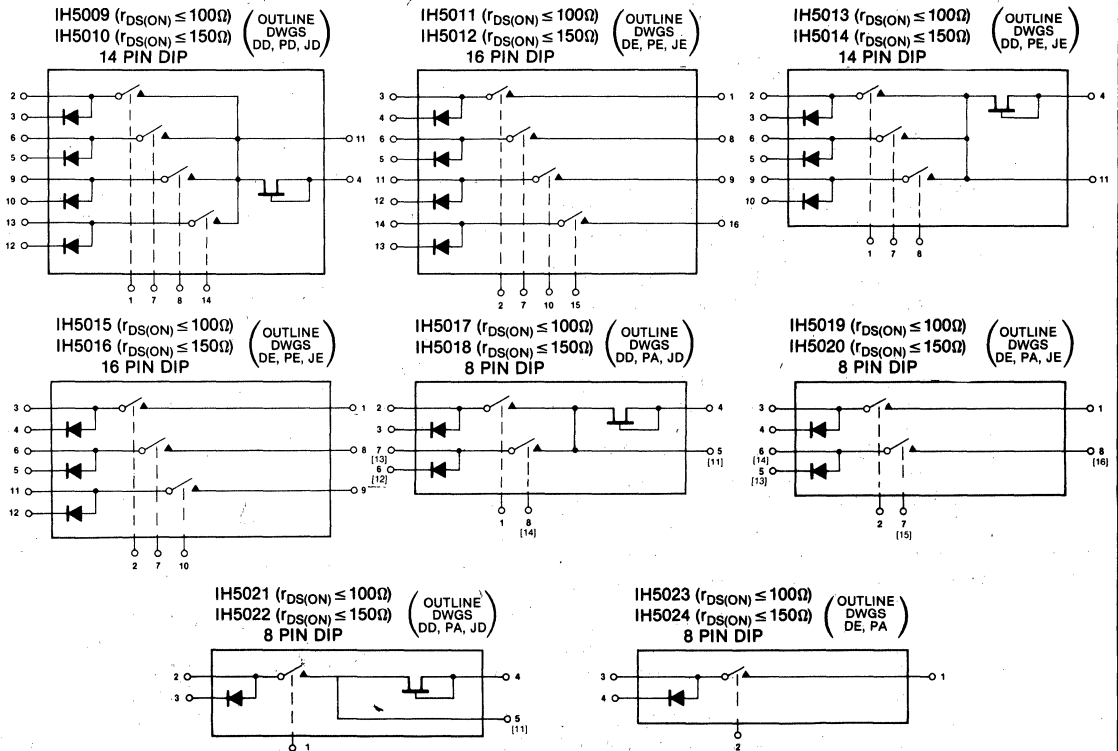 IH5009 (rDS(ON) ≤ 100Ω)
IH5010 (rDS(ON) ≤ 150Ω)
14 PIN DIP
(OUTLINE
DWGS
DD, PD, JD)
2
3
6
5
9
10
13
12
11
4
1 7 8 14
IH5011 (rDS(ON) ≤ 100Ω)
IH5012 (rDS(ON) ≤ 150Ω)
16 PIN DIP
(OUTLINE
DWGS
DE, PE, JE)
3
4
6
5
11
12
14
13
1
8
9
16
2 7 10 15
IH5013 (rDS(ON) ≤ 100Ω)
IH5014 (rDS(ON) ≤ 150Ω)
14 PIN DIP
(OUTLINE
DWGS
DD, PE, JE)
2
3
6
5
9
10
4
11
1 7 8
IH5015 (rDS(ON) ≤ 100Ω)
IH5016 (rDS(ON) ≤ 150Ω)
16 PIN DIP
(OUTLINE
DWGS
DE, PE, JE)
3
4
6
5
11
12
1
8
9
2 7 10
IH5017 (rDS(ON) ≤ 100Ω)
IH5018 (rDS(ON) ≤ 150Ω)
8 PIN DIP
(OUTLINE
DWGS
DD, PA, JD)
2
3
7
[13]
6
[12]
4
5
[11]
1 8
[14]
IH5019 (rDS(ON) ≤ 100Ω)
IH5020 (rDS(ON) ≤ 150Ω)
8 PIN DIP
(OUTLINE
DWGS
DE, PA, JE)
3
4
6
[14]
5
[13]
1
8
[16]
2 7
[15]
IH5021 (rDS(ON) ≤ 100Ω)
IH5022 (rDS(ON) ≤ 150Ω)
8 PIN DIP
(OUTLINE
DWGS
DD, PA, JD)
2
3
4
5
[11]
1
IH5023 (rDS(ON) ≤ 100Ω)
IH5024 (rDS(ON) ≤ 150Ω)
8 PIN DIP
(OUTLINE
DWGS
DE, PA)
3
4
1
2